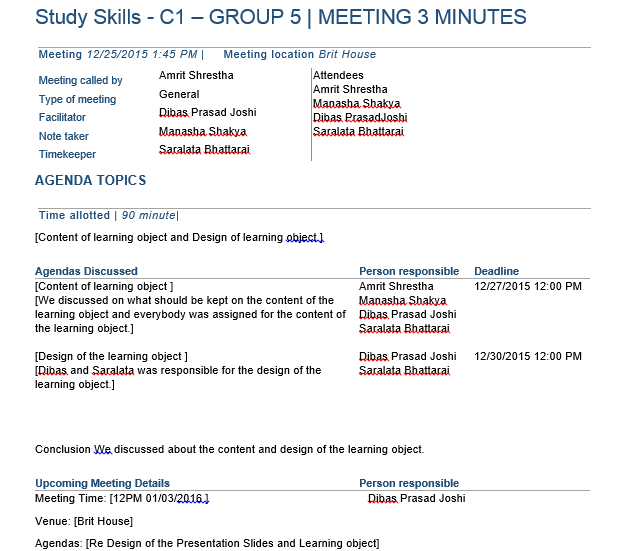 Study Skills - C1 – GROUP 5 | MEETING 3 MINUTES
Meeting 12/25/2015 1:45 PM | Meeting location Brit House
Meeting called by Amrit Shrestha
Type of meeting General
Facilitator Dibas Prasad Joshi
Note taker Manasha Shakya
Timekeeper Saralata Bhattarai
Attendees
Amrit Shrestha
Manasha Shakya
Dibas PrasadJoshi
Saralata Bhattarai
AGENDA TOPICS
Time allotted | 90 minute|
[Content of learning object and Design of learning object.]
Agendas Discussed Person responsible Deadline
[Content of learning object ] Amrit Shrestha 12/27/2015 12:00 PM
[We discussed on what should be kept on the content of the Manasha Shakya
learning object and everybody was assigned for the content of Dibas Prasad Joshi
the learning object.] Saralata Bhattarai
[Design of the learning object ] Dibas Prasad Joshi 12/30/2015 12:00 PM
[Dibas and Saralata was responsible for the design of the Saralata Bhattarai
learning object.]
Conclusion We discussed about the content and design of the learning object.
Upcoming Meeting Details Person responsible
Meeting Time: [12PM 01/03/2016.] Dibas Prasad Joshi
Venue: [Brit House]
Agendas: [Re Design of the Presentation Slides and Learning object]